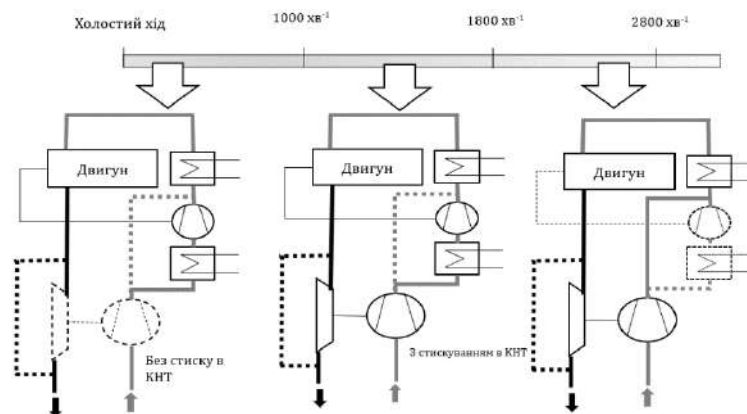 Холостий хід
1000 хв⁻¹
1800 хв⁻¹
2800 хв⁻¹
Двигун
Двигун
Двигун
Без стиску в
КНТ
З стискуванням в КНТ